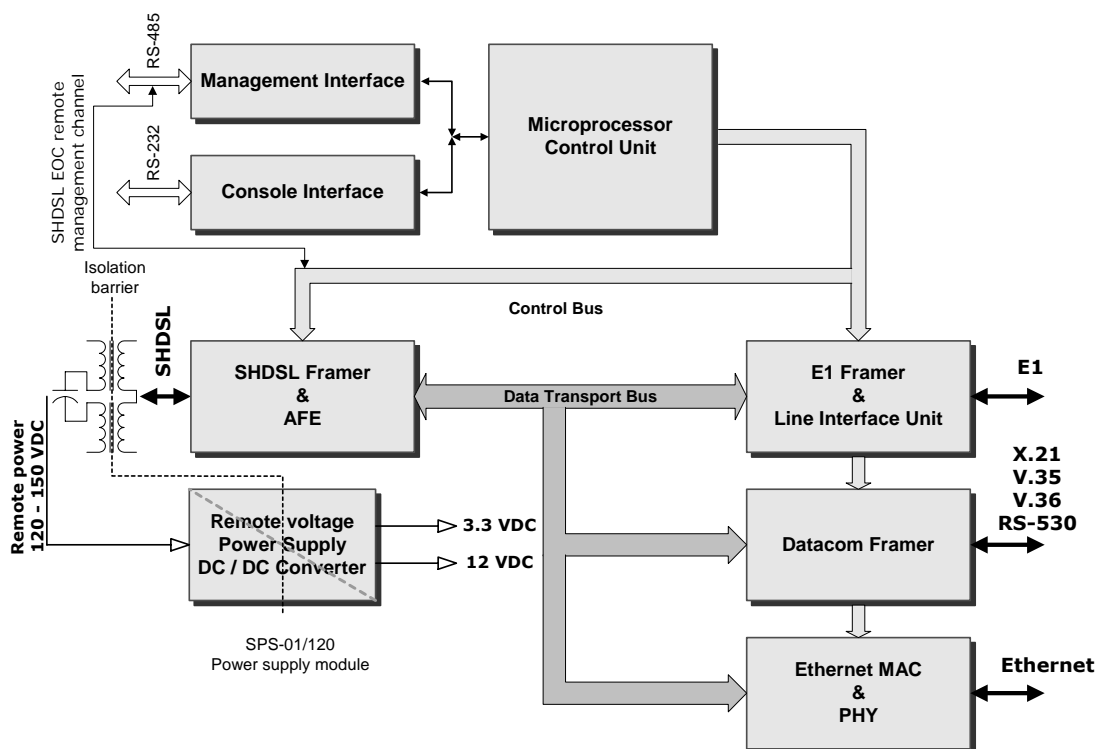 RS-485
Management Interface
SHDSL EOC remote
management channel
RS-232
Console Interface
Microprocessor
Control Unit
Isolation
barrier
Control Bus
SHDSL
SHDSL Framer
&
AFE
Data Transport Bus
E1 Framer
&
Line Interface Unit
E1
Remote power
120 - 150 VDC
Remote voltage
Power Supply
DC / DC Converter
3.3 VDC
12 VDC
X.21
V.35
V.36
RS-530
Datacom Framer
SPS-01/120
Power supply module
Ethernet MAC
&
PHY
Ethernet